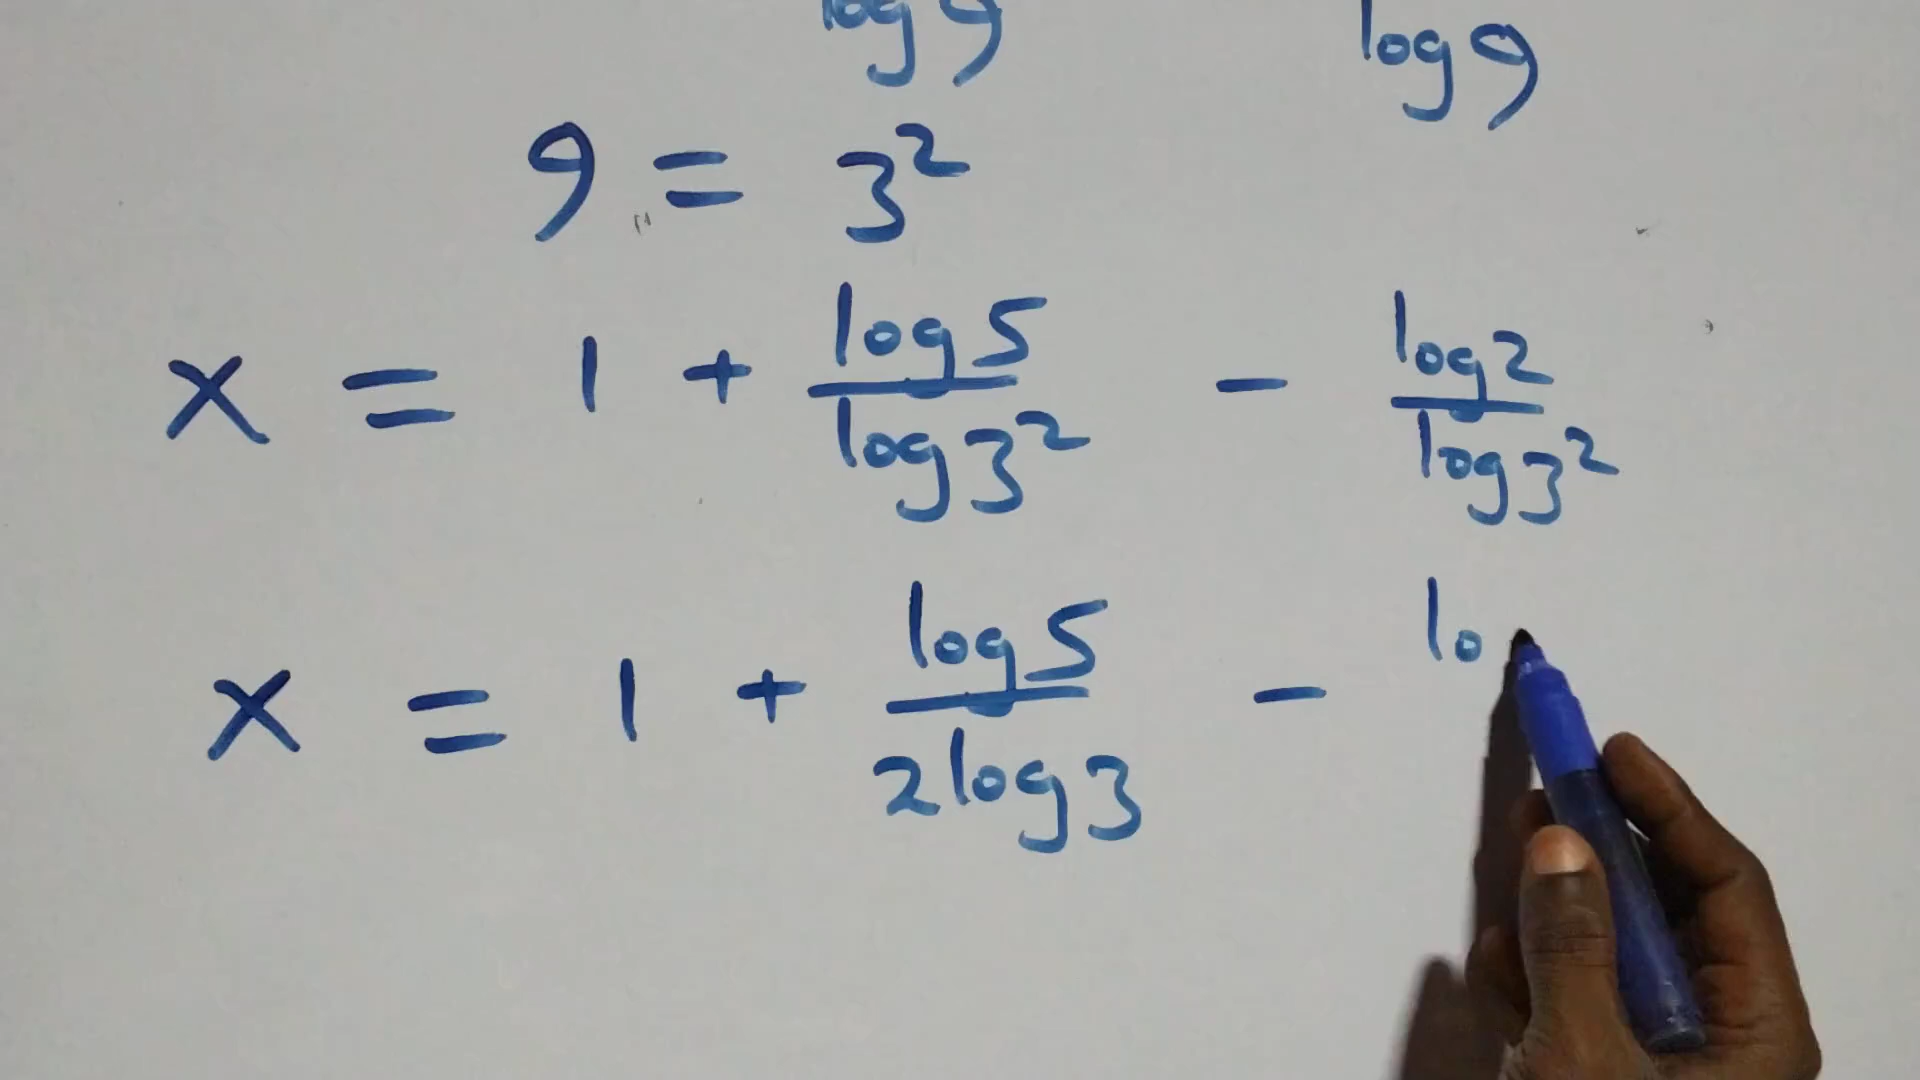 log 9 log 9
9 = 3²
x = 1 + log 5 / log 3² - log 2 / log 3²
x = 1 + log 5 / 2 log 3 - lo